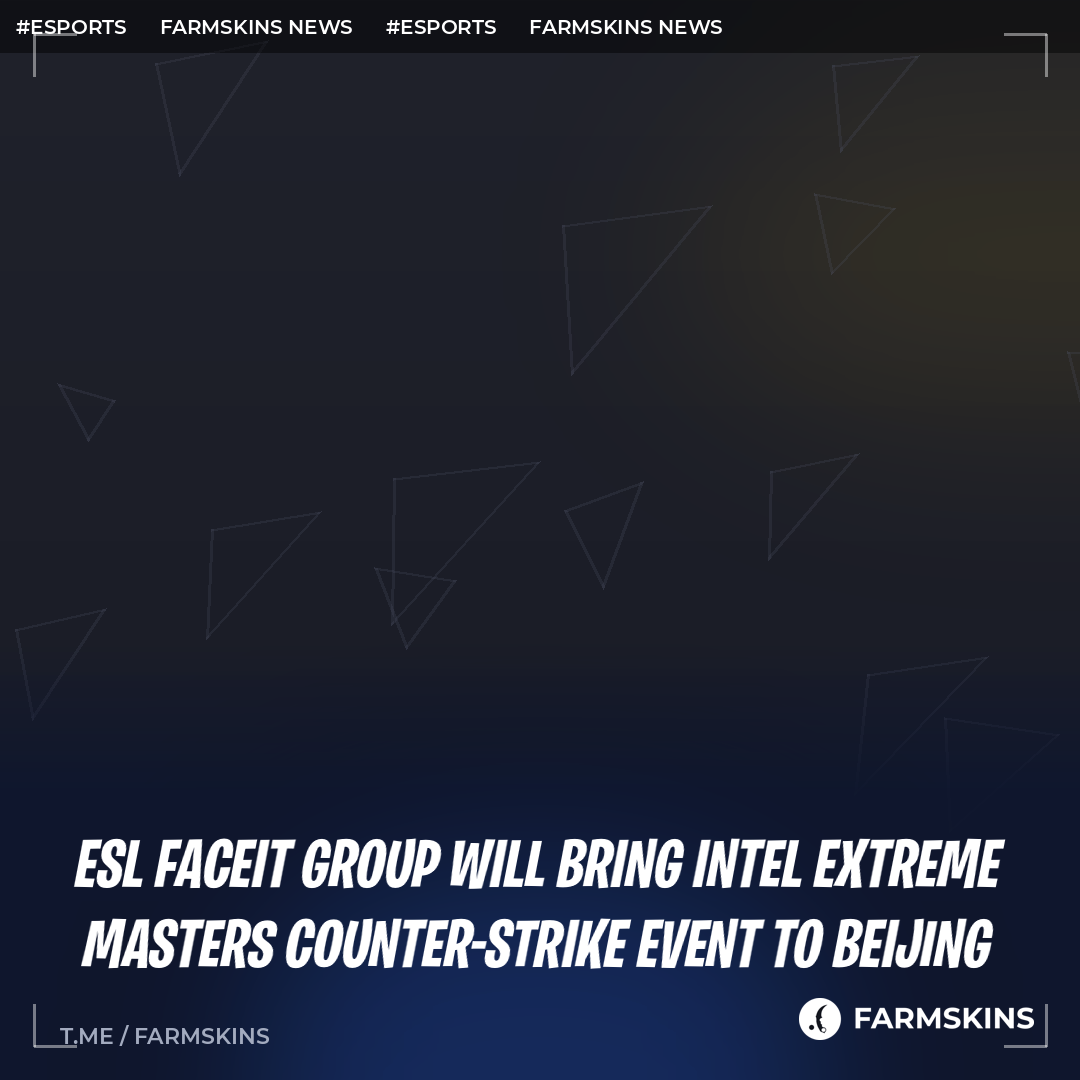 #ESPORTS FARMSKINS NEWS #ESPORTS FARMSKINS NEWS
ESL FACEIT GROUP WILL BRING INTEL EXTREME
MASTERS COUNTER-STRIKE EVENT TO BEIJING
T.ME / FARMSKINS
FARMSKINS